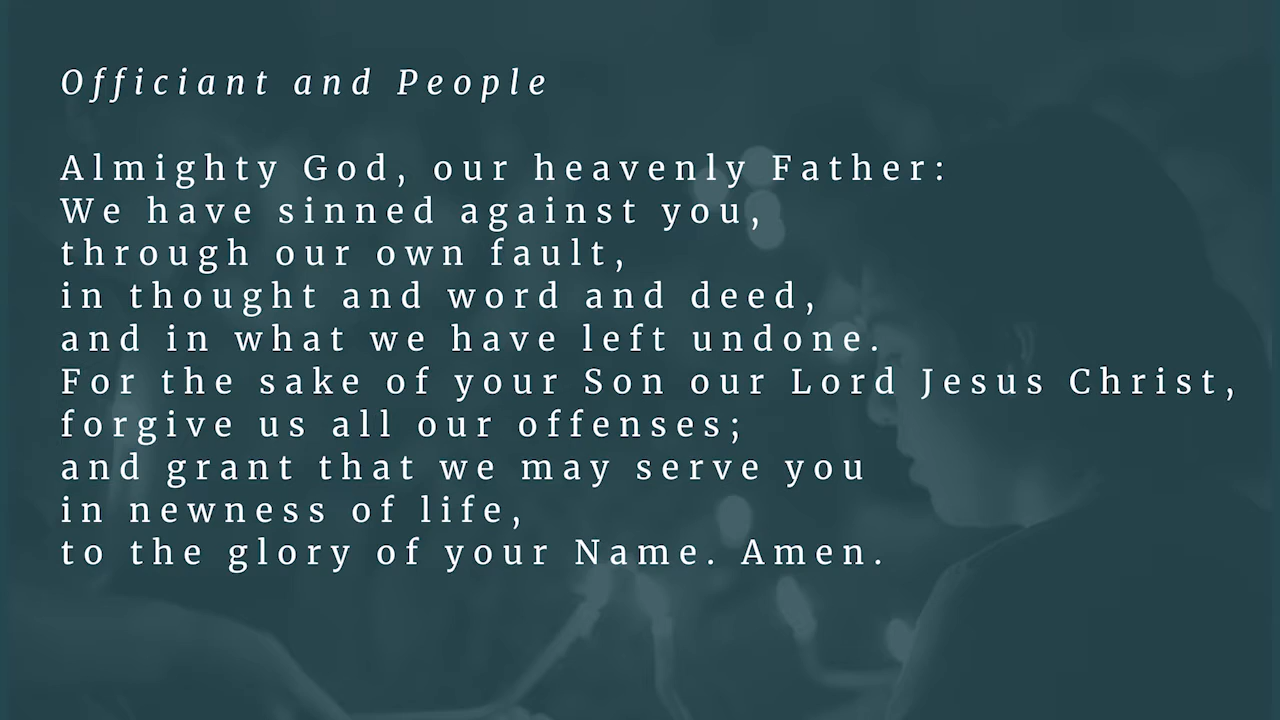 Officiant and People
Almighty God, our heavenly Father:
We have sinned against you,
through our own fault,
in thought and word and deed,
and in what we have left undone.
For the sake of your Son our Lord Jesus Christ,
forgive us all our offenses;
and grant that we may serve you
in newness of life,
to the glory of your Name. Amen.